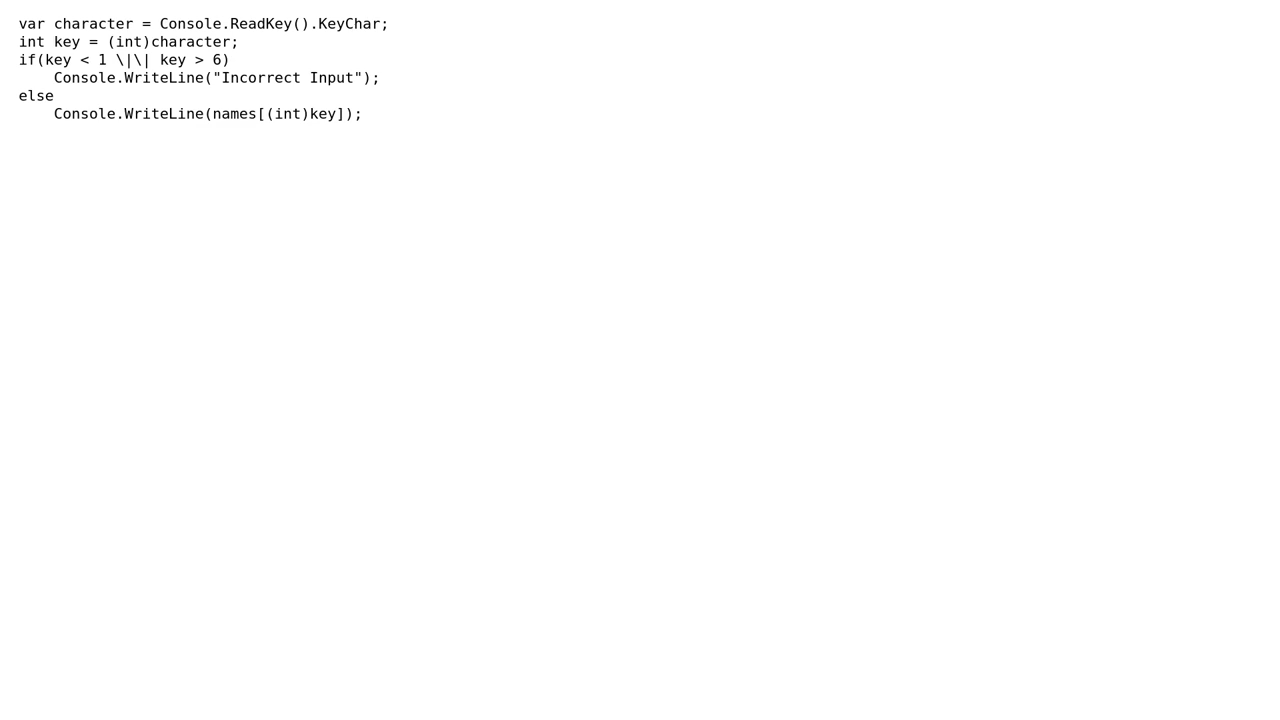 var character = Console.ReadKey().KeyChar;
int key = (int)character;
if(key < 1 \|\| key > 6)
    Console.WriteLine("Incorrect Input");
else
    Console.WriteLine(names[(int)key]);